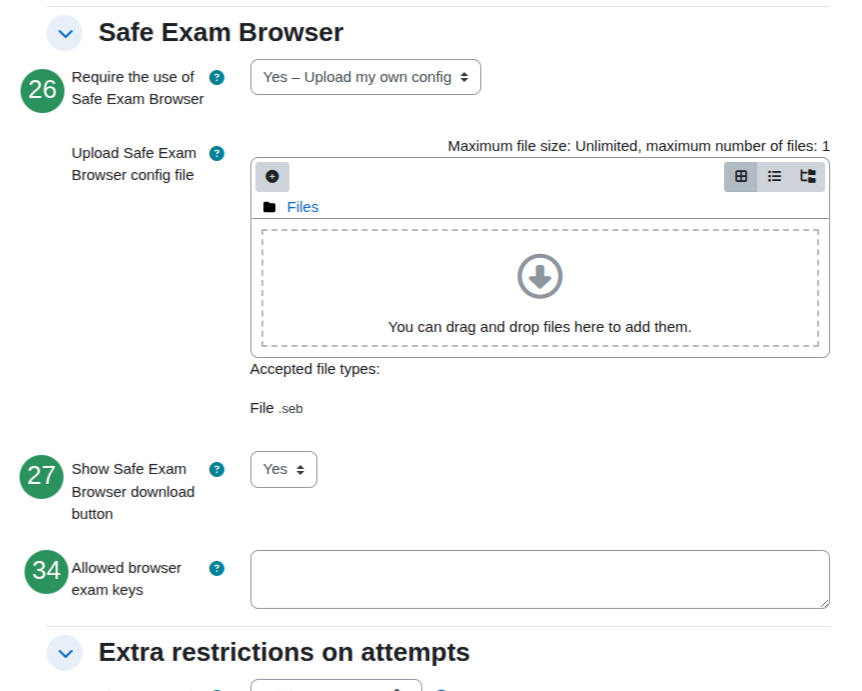 Safe Exam Browser
26
Require the use of
Safe Exam Browser
?
Yes – Upload my own config
Upload Safe Exam
Browser config file
?
Maximum file size: Unlimited, maximum number of files: 1
Files
You can drag and drop files here to add them.
Accepted file types:
File .seb
27
Show Safe Exam
Browser download
button
?
Yes
34
Allowed browser
exam keys
?
Extra restrictions on attempts